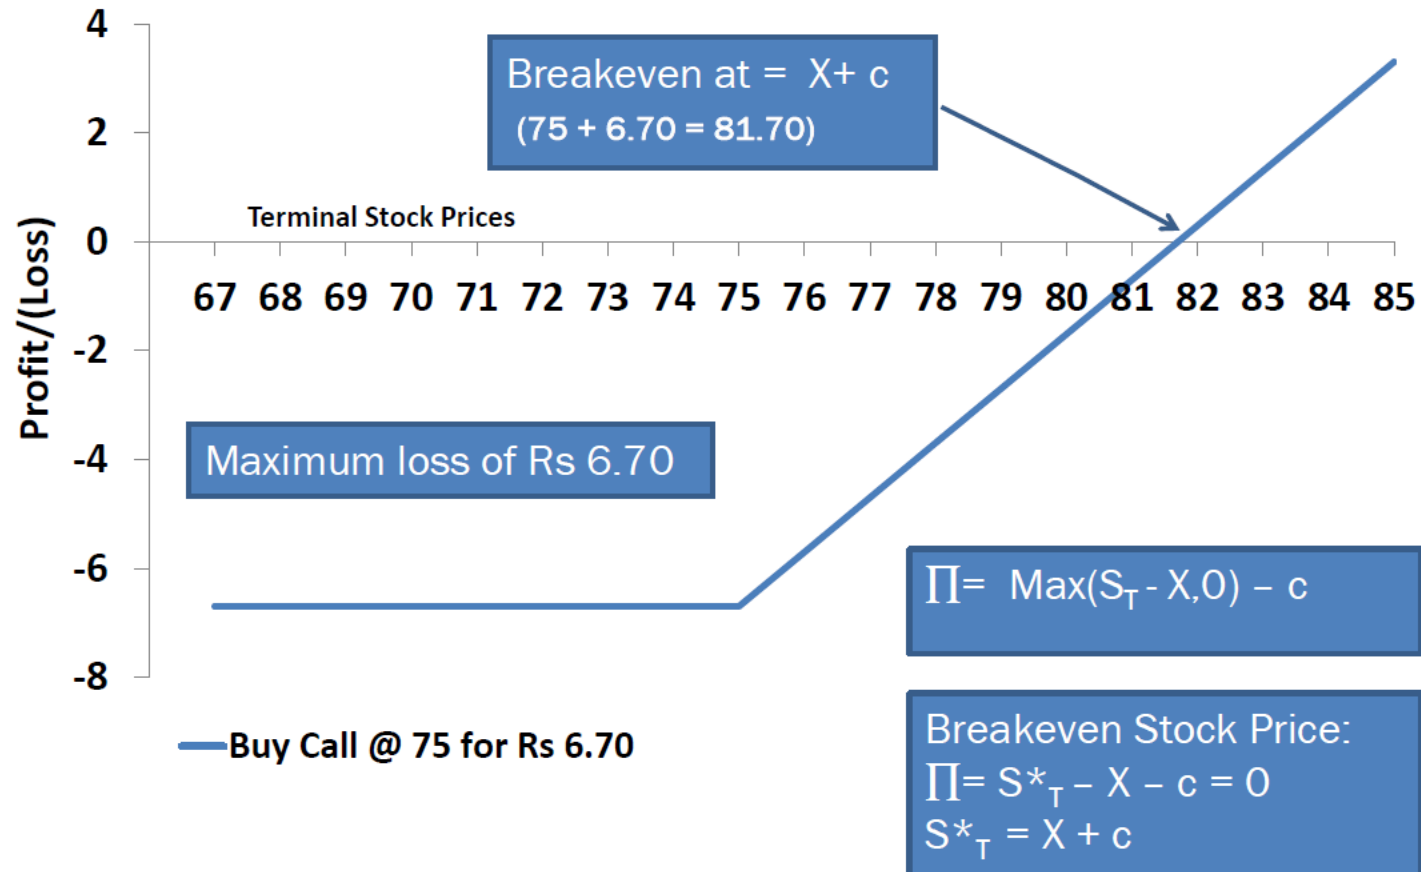 4
Breakeven at = X+ c
(75 + 6.70 = 81.70)
2
Terminal Stock Prices
0
67 68 69 70 71 72 73 74 75 76 77 78 79 80 81 82 83 84 85
Profit/(Loss)
-2
-4
Maximum loss of Rs 6.70
-6
∏= Max(S_T - X,0) – c
-8
Buy Call @ 75 for Rs 6.70
Breakeven Stock Price:
∏= S*_T – X – c = 0
S*_T = X + c